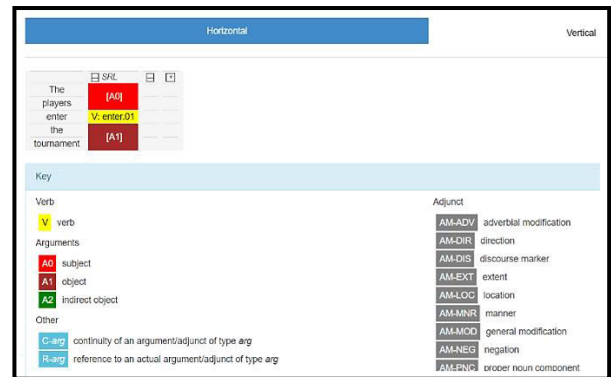 Horizontal Vertical
SRL
The
players
[A0]
enter V: enter.01
the
tournament
[A1]
Key
Verb
V verb
Arguments
A0 subject
A1 object
A2 indirect object
Other
C-arg continuity of an argument/adjunct of type arg
R-arg reference to an actual argument/adjunct of type arg
Adjunct
AM-ADV adverbial modification
AM-DIR direction
AM-DIS discourse marker
AM-EXT extent
AM-LOC location
AM-MNR manner
AM-MOD general modification
AM-NEG negation
AM-PNC proper noun component